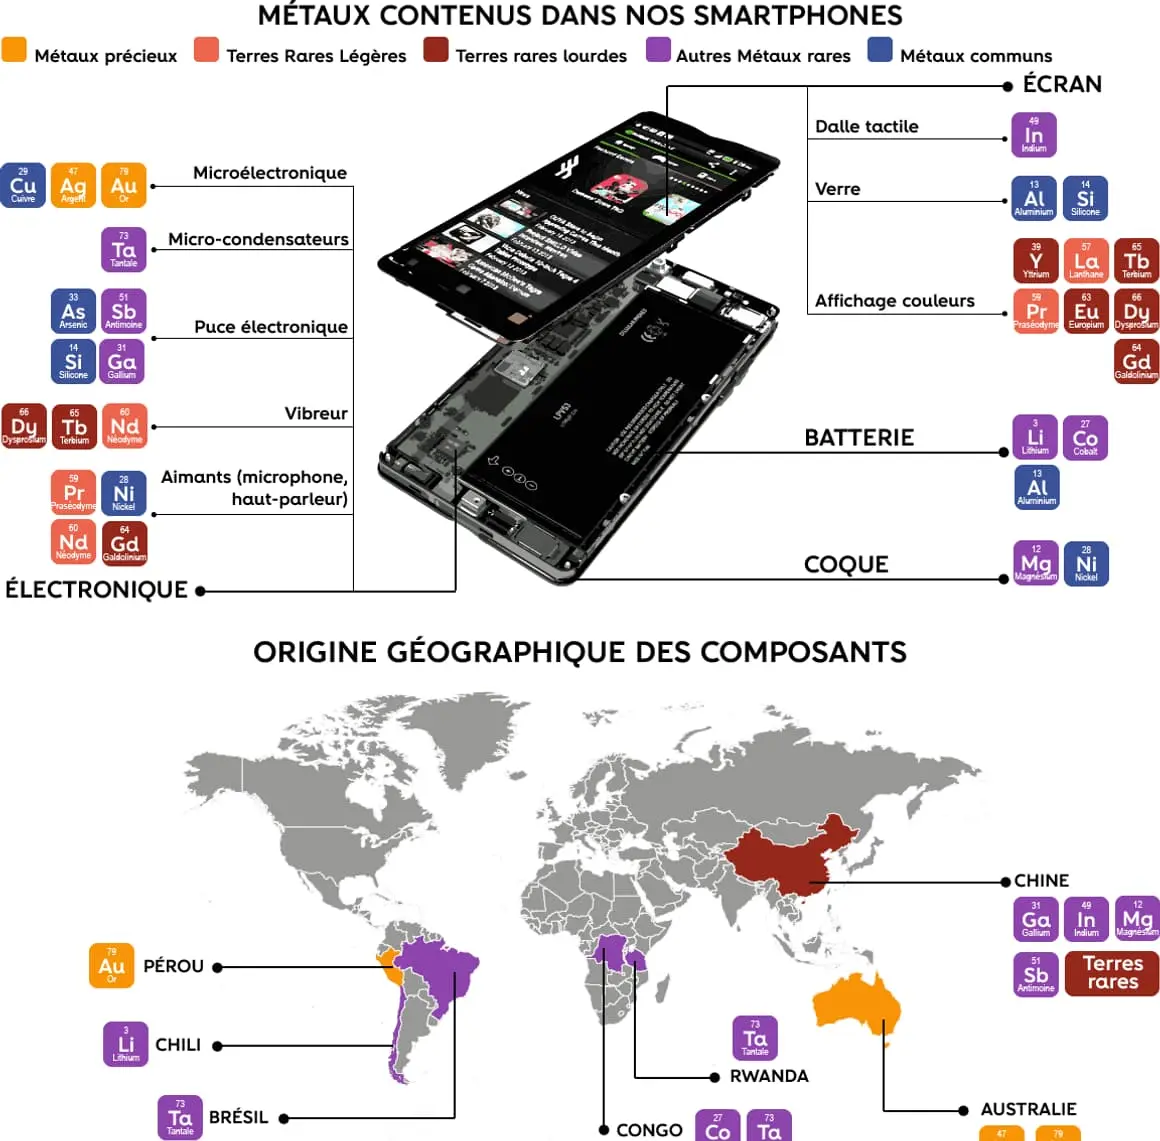 MÉTAUX CONTENUS DANS NOS SMARTPHONES
Métaux précieux
Terres Rares Légères
Terres rares lourdes
Autres Métaux rares
Métaux communs
ÉCRAN
Dalle tactile
49
In
Indium
Verre
13
Al
Aluminium
14
Si
Silicone
Affichage couleurs
39
Y
Yttrium
57
La
Lanthane
65
Tb
Terbium
59
Pr
Praséodyme
63
Eu
Europium
66
Dy
Dysprosium
64
Gd
Galdolinium
BATTERIE
3
Li
Lithium
27
Co
Cobalt
13
Al
Aluminium
COQUE
12
Mg
Magnésium
28
Ni
Nickel
Microélectronique
29
Cu
Cuivre
47
Ag
Argent
79
Au
Or
Micro-condensateurs
73
Ta
Tantale
Puce électronique
33
As
Arsenic
51
Sb
Antimoine
14
Si
Silicone
31
Ga
Gallium
Vibreur
66
Dy
Dysprosium
65
Tb
Terbium
60
Nd
Néodyme
Aimants (microphone,
haut-parleur)
59
Pr
Praséodyme
28
Ni
Nickel
60
Nd
Néodyme
64
Gd
Galdolinium
ÉLECTRONIQUE
ORIGINE GÉOGRAPHIQUE DES COMPOSANTS
CHINE
31
Ga
Gallium
49
In
Indium
12
Mg
Magnésium
51
Sb
Antimoine
Terres
rares
79
Au
Or
PÉROU
3
Li
Lithium
CHILI
73
Ta
Tantale
BRÉSIL
73
Ta
Tantale
RWANDA
CONGO
27
Co
73
Ta
AUSTRALIE
47
79